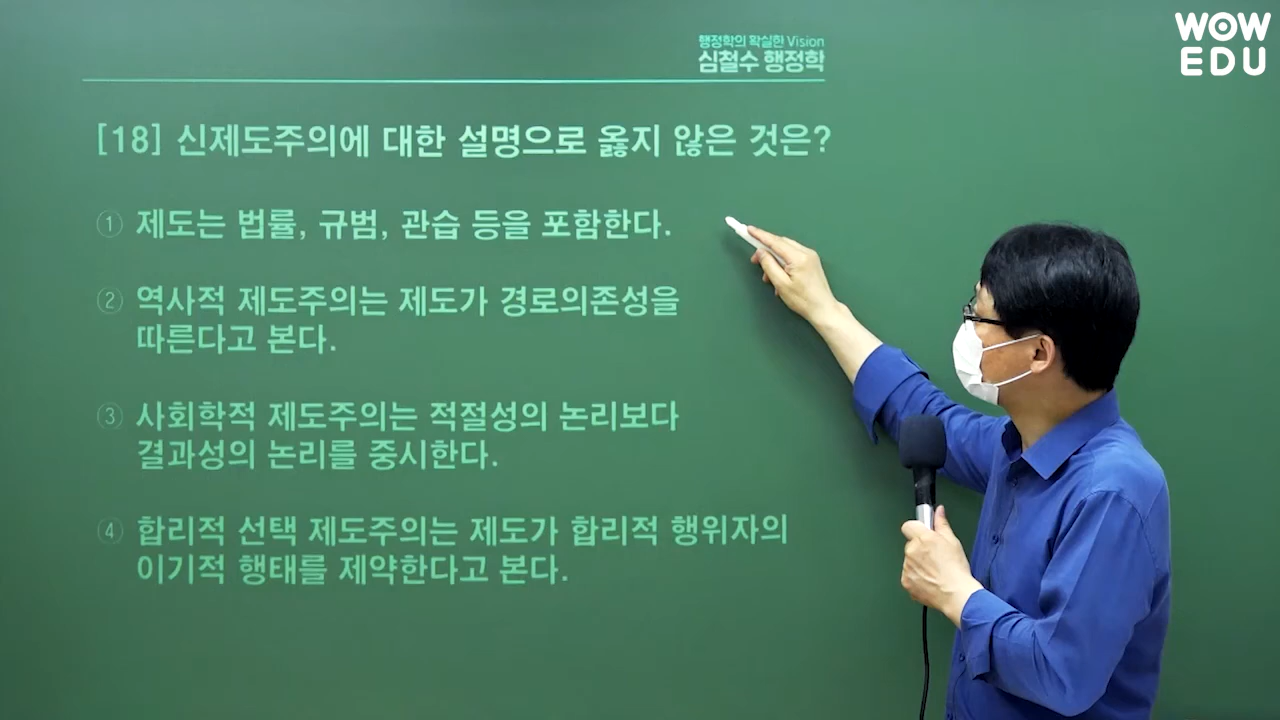 행정학의 확실한 Vision
심철수 행정학
WOW
EDU
[18] 신제도주의에 대한 설명으로 옳지 않은 것은?
① 제도는 법률, 규범, 관습 등을 포함한다.
② 역사적 제도주의는 제도가 경로의존성을
따른다고 본다.
③ 사회학적 제도주의는 적절성의 논리보다
결과성의 논리를 중시한다.
④ 합리적 선택 제도주의는 제도가 합리적 행위자의
이기적 행태를 제약한다고 본다.